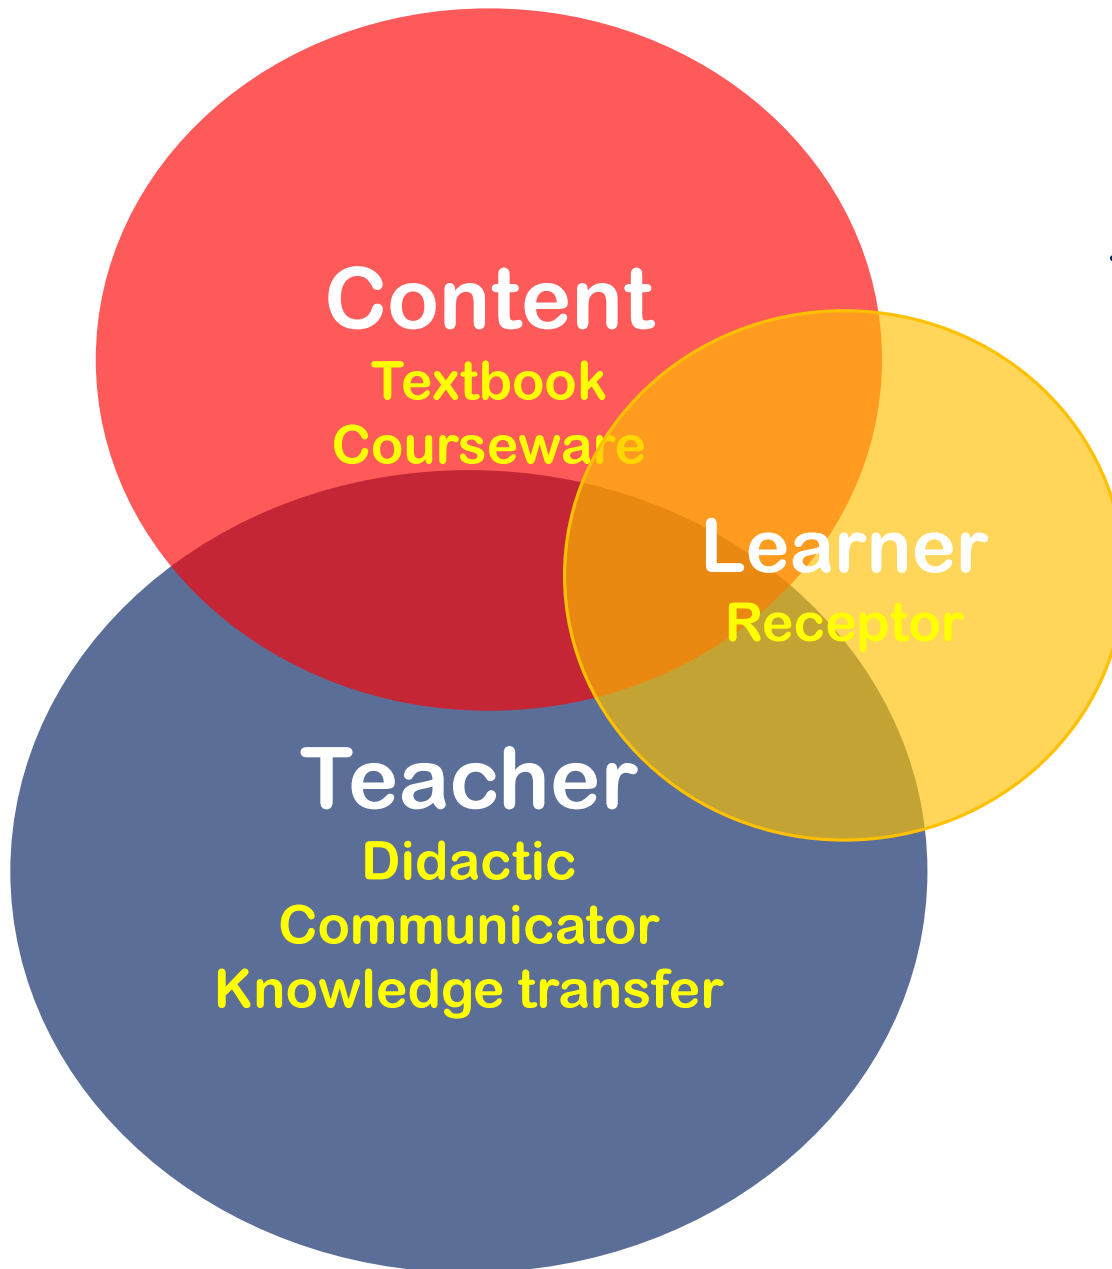 Content
Textbook
Courseware
Learner
Receptor
Teacher
Didactic
Communicator
Knowledge transfer